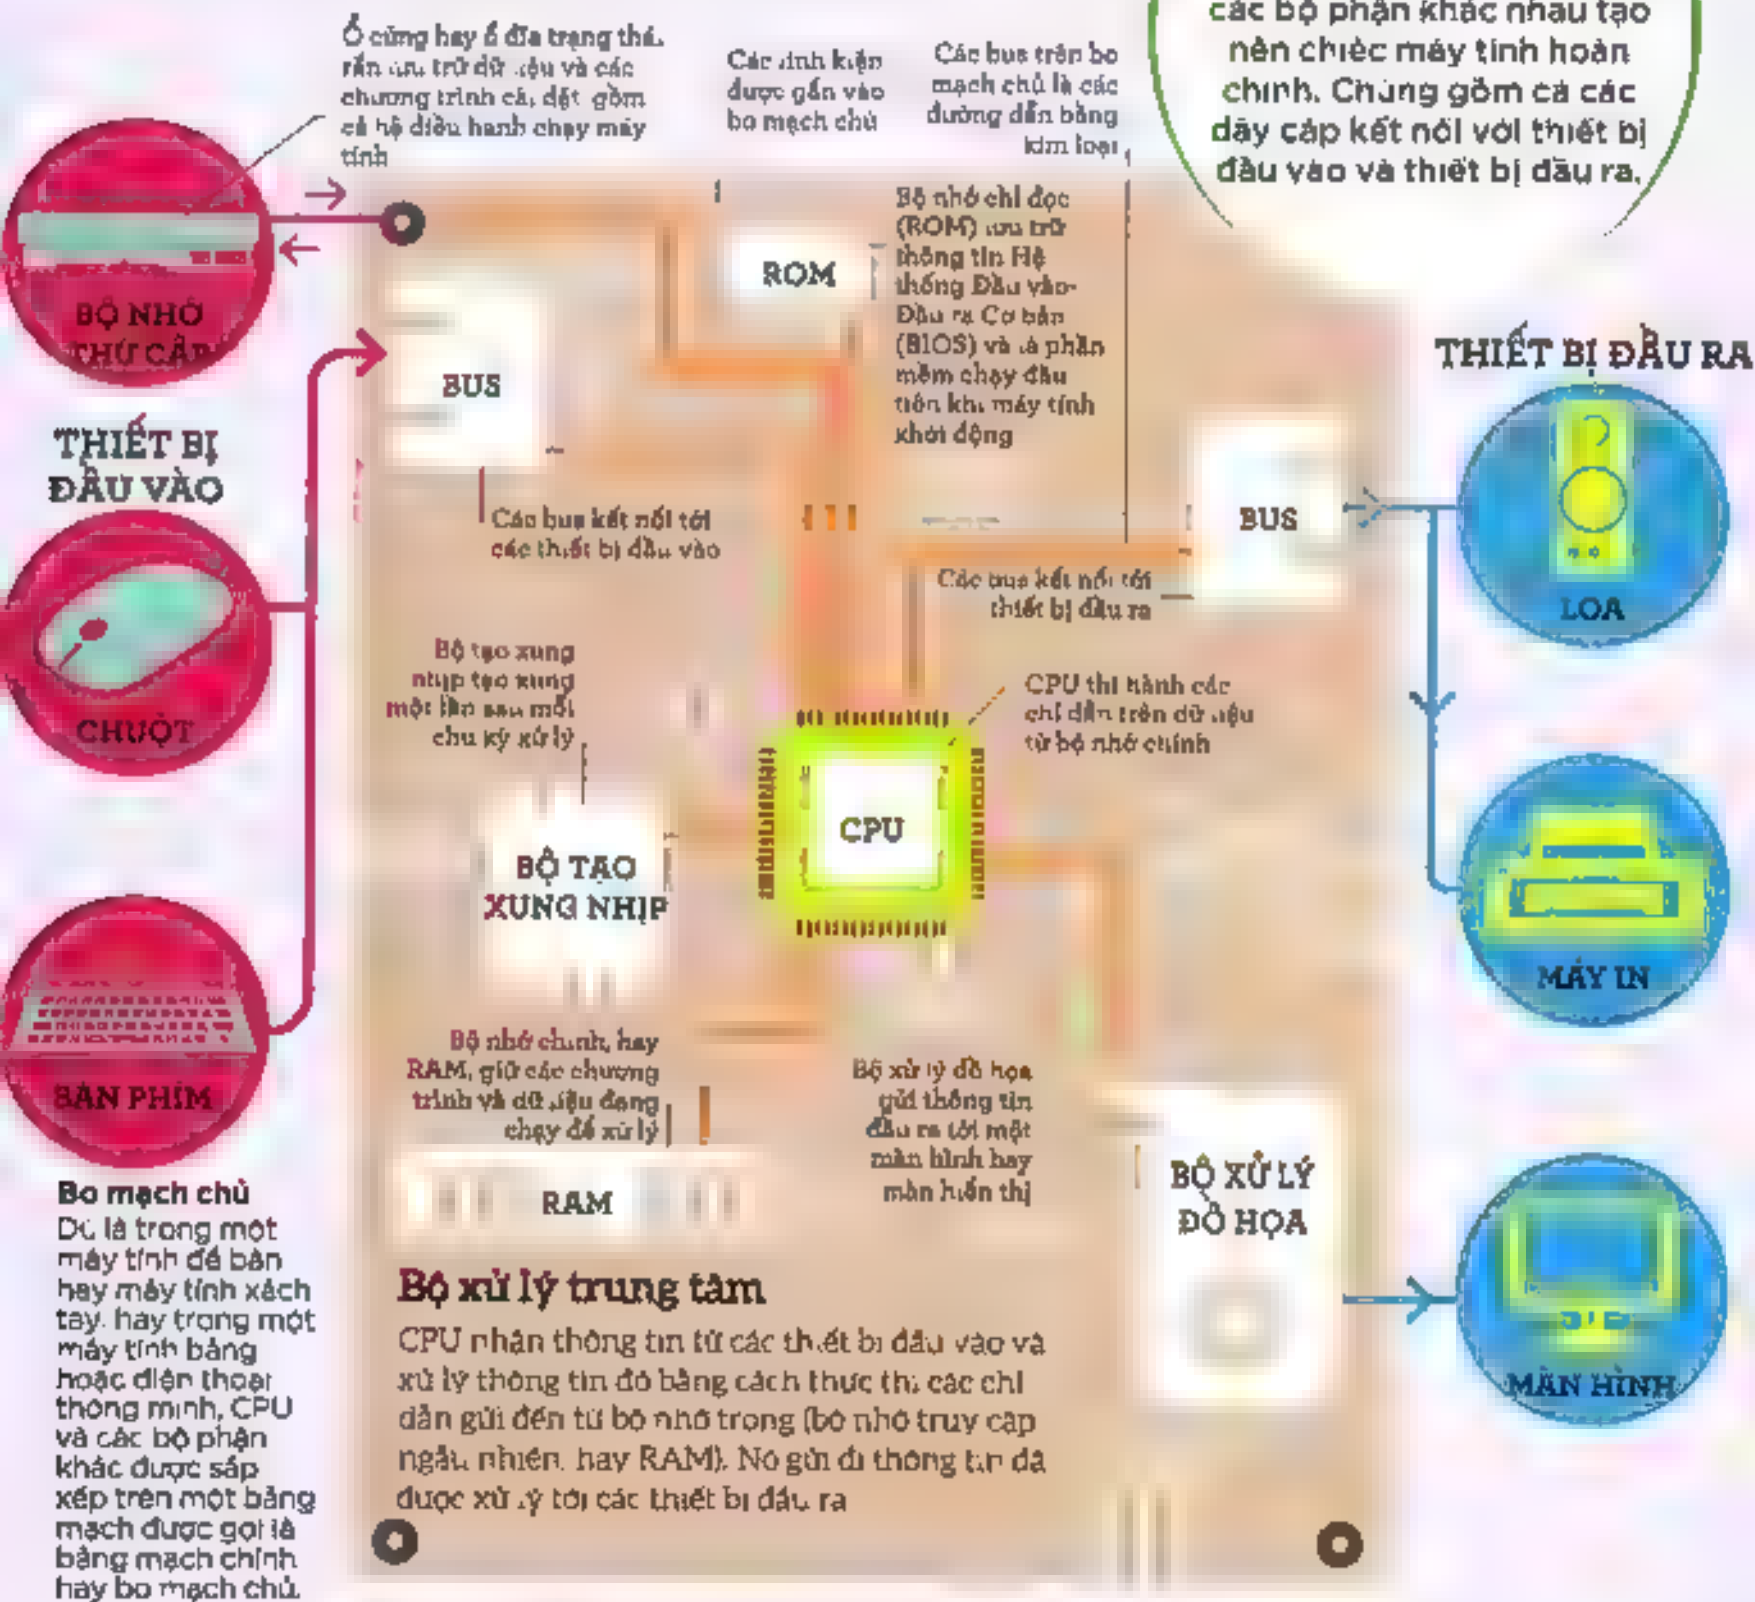 các bộ phận khác nhau tạo
nên chiếc máy tính hoàn
chỉnh. Chúng gồm cả các
dây cáp kết nối với thiết bị
đầu vào và thiết bị đầu ra.
Ổ cứng hay ổ đĩa trạng thái
rắn lưu trữ dữ liệu và các
chương trình cài đặt gồm
cả hệ điều hành chạy máy
tính
Các linh kiện
được gắn vào
bo mạch chủ
Các bus trên bo
mạch chủ là các
đường dẫn bằng
kim loại
BỘ NHỚ
THỨ CẤP
ROM
Bộ nhớ chỉ đọc
(ROM) lưu trữ
thông tin Hệ
thống Đầu vào-
Đầu ra Cơ bản
(BIOS) và là phần
mềm chạy đầu
tiên khi máy tính
khởi động
BUS
Các bus kết nối tới
các thiết bị đầu vào
THIẾT BỊ
ĐẦU VÀO
CHUỘT
BÀN PHÍM
THIẾT BỊ ĐẦU RA
BUS
Các bus kết nối tới
thiết bị đầu ra
LOA
MÁY IN
MÀN HÌNH
Bộ tạo xung
nhịp tạo xung
một lần sau mỗi
chu kỳ xử lý
BỘ TẠO
XUNG NHỊP
CPU thi hành các
chỉ dẫn trên dữ liệu
từ bộ nhớ chính
CPU
Bộ nhớ chính, hay
RAM, giữ các chương
trình và dữ liệu đang
chạy để xử lý
RAM
Bộ xử lý đồ họa
gửi thông tin
đầu ra tới một
màn hình hay
màn hiển thị
BỘ XỬ LÝ
ĐỒ HỌA
Bo mạch chủ
Dù là trong một
máy tính để bàn
hay máy tính xách
tay, hay trong một
máy tính bảng
hoặc điện thoại
thông minh, CPU
và các bộ phận
khác được sắp
xếp trên một bảng
mạch được gọi là
bảng mạch chính
hay bo mạch chủ.
Bộ xử lý trung tâm
CPU nhận thông tin từ các thiết bị đầu vào và
xử lý thông tin đó bằng cách thực thi các chỉ
dẫn gửi đến từ bộ nhớ trong (bộ nhớ truy cập
ngẫu nhiên, hay RAM). Nó gửi đi thông tin đã
được xử lý tới các thiết bị đầu ra